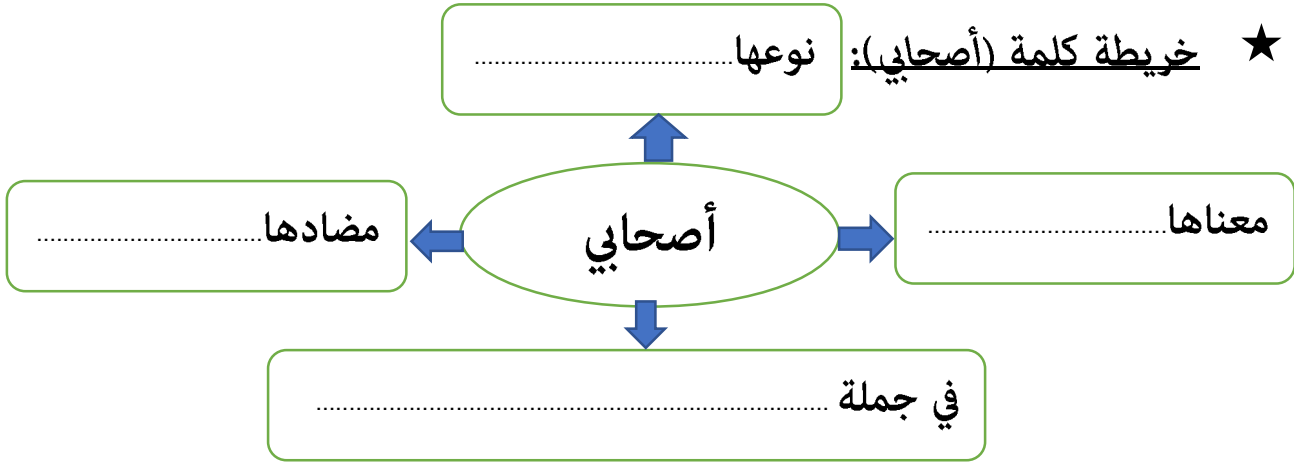 ★ خريطة كلمة (أصحابي):
نوعها......................................
معناها....................................
أصحابي
مضادها..................................
في جملة .............................................................................